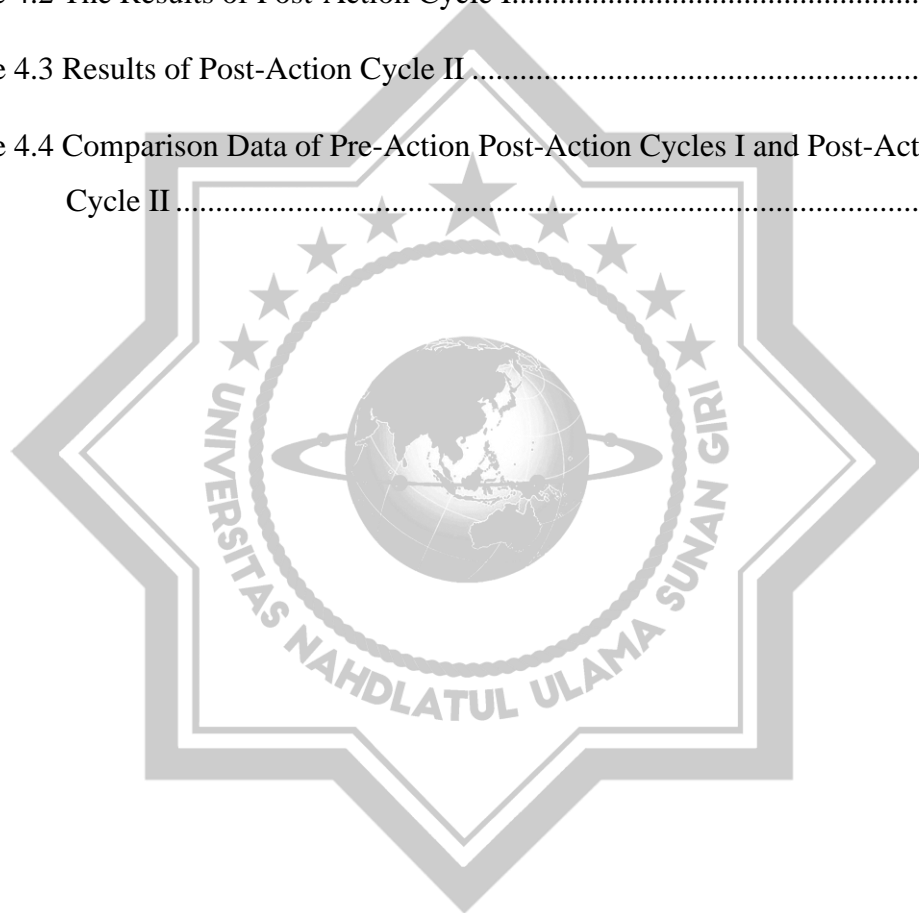 e 4.2 The Results of Post-Action Cycle I.......................................................
e 4.3 Results of Post-Action Cycle II ............................................................
e 4.4 Comparison Data of Pre-Action Post-Action Cycles I and Post-Act
Cycle II ..............................................................................................
UNIVERSITAS NAHDLATUL ULAMA SUNAN GIRI